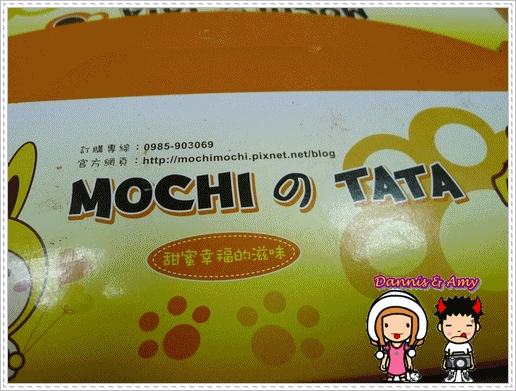 訂購專線：0985-903069
官方網頁：http://mochimochi.pixnet.net/blog
MOCHI の TATA
甜蜜幸福的滋味
Dannis & Amy